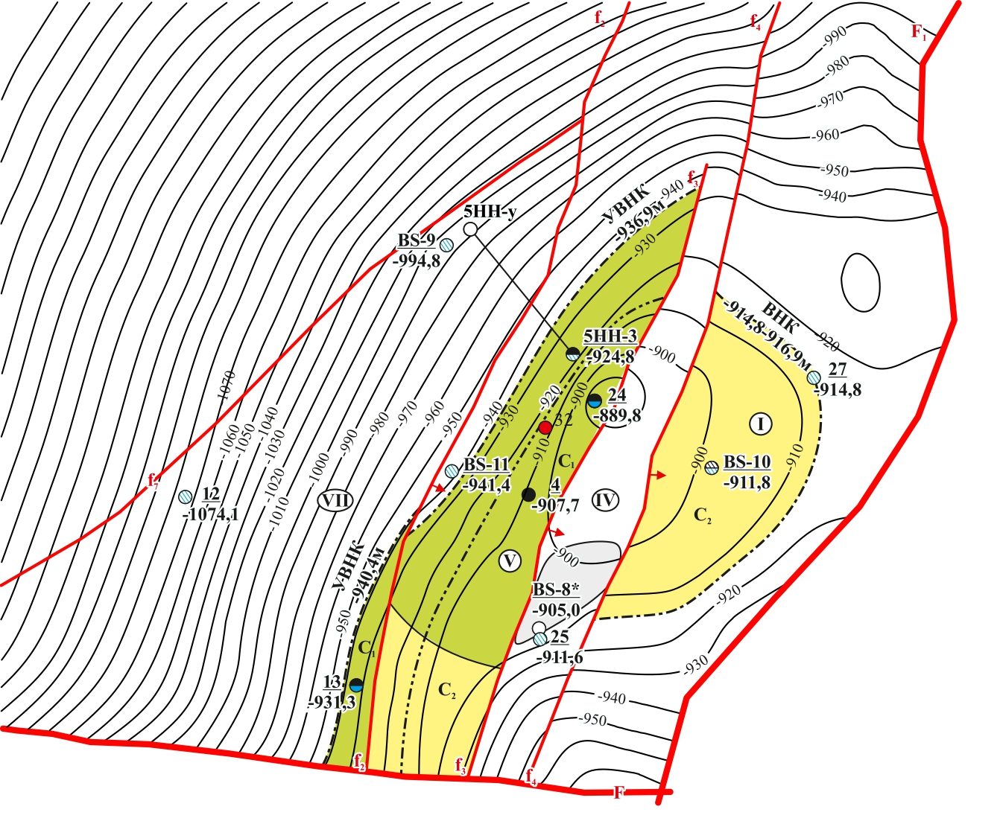 f₂
f₄
F₁
-990
-980
-970
-960
-950
-940
f₃
-940
УВНК
-936,9м
-930
5НН-у
BS-9
-994,8
ВНК
-914,8-916,9м
-920
5НН-3
-924,8
-900
27
-914,8
1070
-1060
-1050
-1040
-1030
-1020
-1010
-1000
-990
-980
-970
-960
-950
-940
-930
-920
-900
24
-889,8
32
-910
C₁
I
BS-10
-911,8
-900
-910
BS-11
-941,4
4
-907,7
IV
C₂
f₇
12
-1074,1
VII
V
-900
УВНК
-940,4м
BS-8*
-905,0
-920
-950
25
-911,6
C₁
-930
13
-931,3
C₂
-940
-950
f₂
f₃
f₄
F